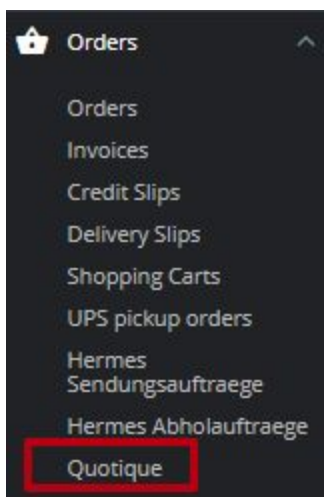 Orders
Orders
Invoices
Credit Slips
Delivery Slips
Shopping Carts
UPS pickup orders
Hermes
Sendungsauftraege
Hermes Abholauftraege
Quotique